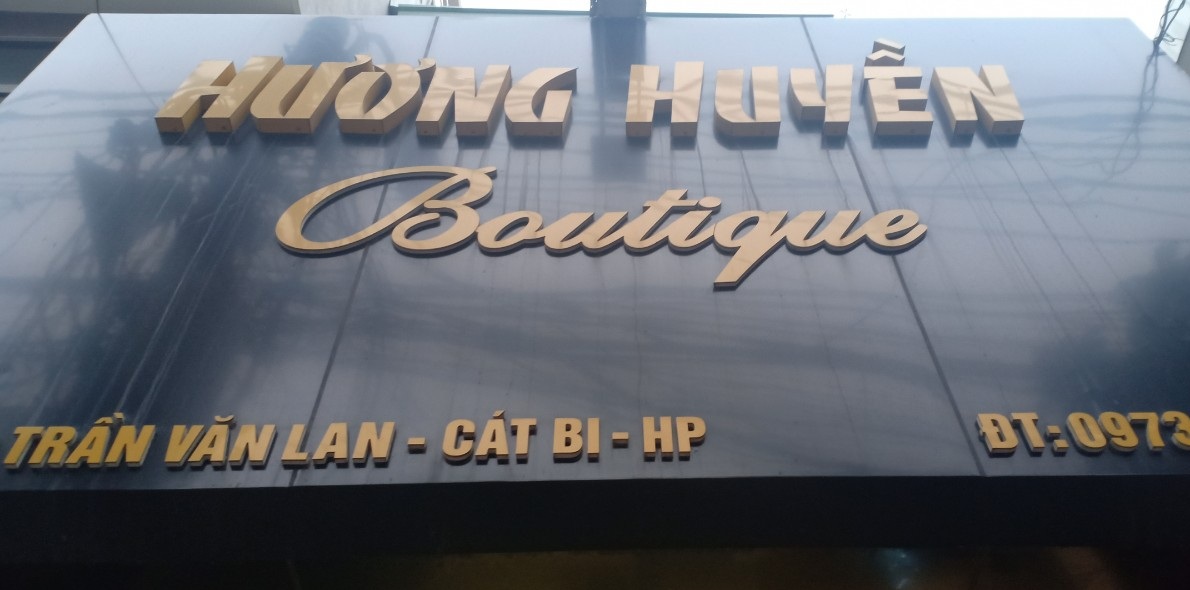 HƯƠNG HUYỀN
Boutique
TRẦN VĂN LAN - CÁT BI - HP
ĐT: 0973